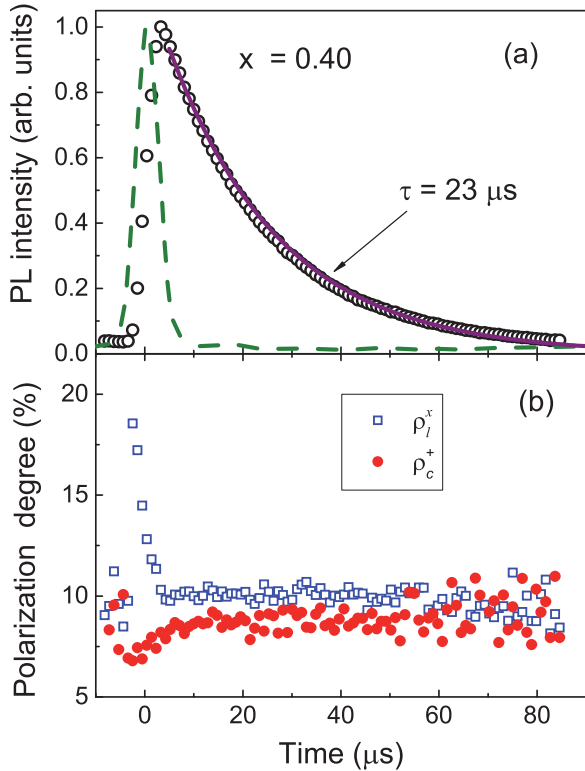 PL intensity (arb. units)
1.0
0.8
0.6
0.4
0.2
0.0
x = 0.40
(a)
τ = 23 μs
Polarization degree (%)
20
15
10
5
(b)
ρₗˣ
ρ꜀⁺
0 20 40 60 80
Time (μs)